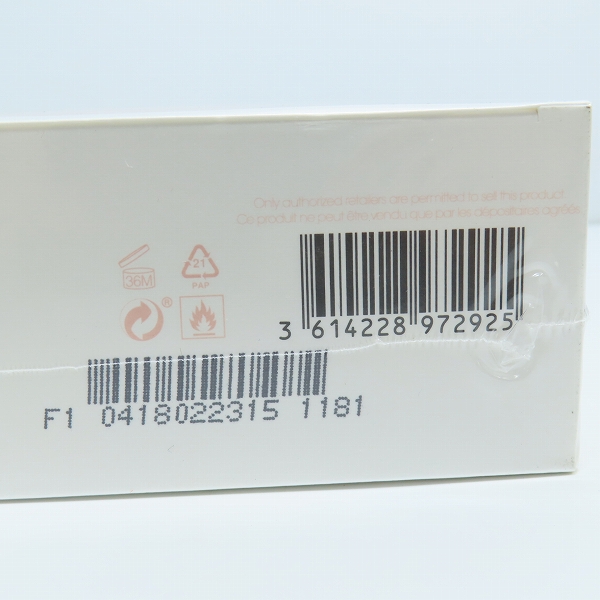 Only authorized retailers are permitted to sell this product
Ce produit ne peut être vendu que par les dépositaires agréés.
36M
21
PAP
®
3 614228 972925
F1 0418022315 1181